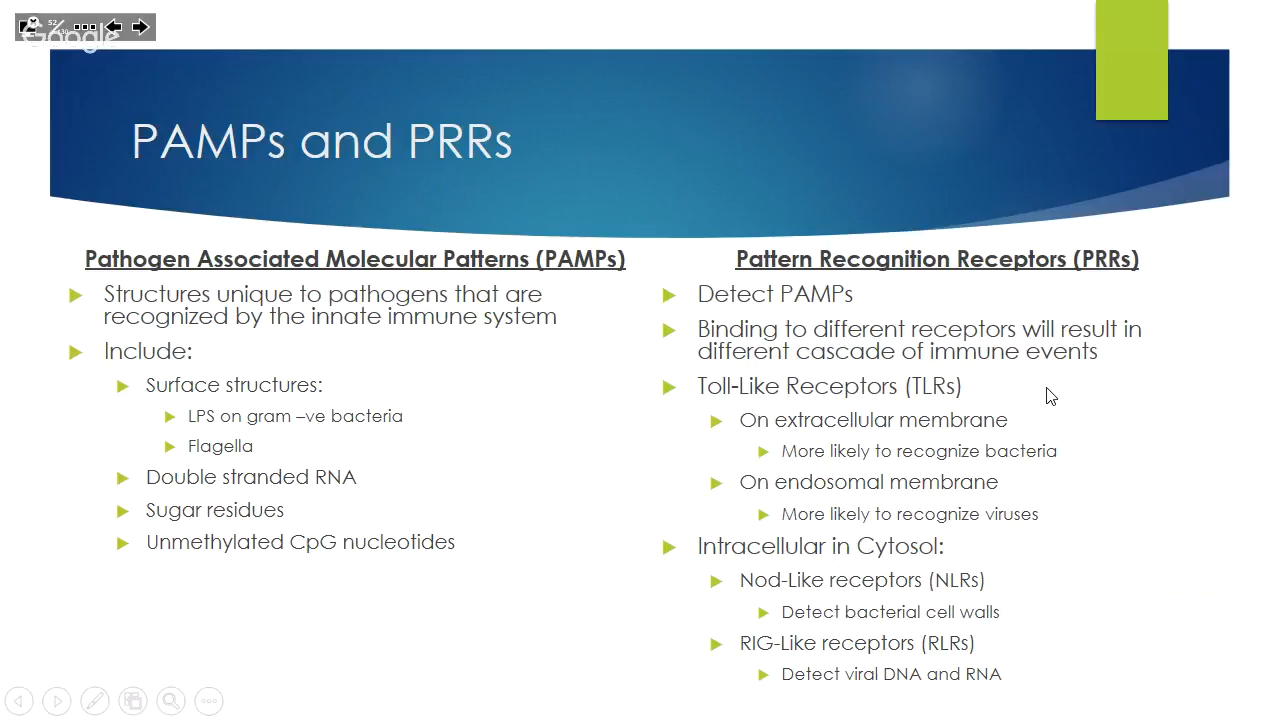 52
Google
PAMPs and PRRs
Pathogen Associated Molecular Patterns (PAMPs)
Structures unique to pathogens that are
recognized by the innate immune system
Include:
Surface structures:
LPS on gram –ve bacteria
Flagella
Double stranded RNA
Sugar residues
Unmethylated CpG nucleotides
Pattern Recognition Receptors (PRRs)
Detect PAMPs
Binding to different receptors will result in
different cascade of immune events
Toll-Like Receptors (TLRs)
On extracellular membrane
More likely to recognize bacteria
On endosomal membrane
More likely to recognize viruses
Intracellular in Cytosol:
Nod-Like receptors (NLRs)
Detect bacterial cell walls
RIG-Like receptors (RLRs)
Detect viral DNA and RNA